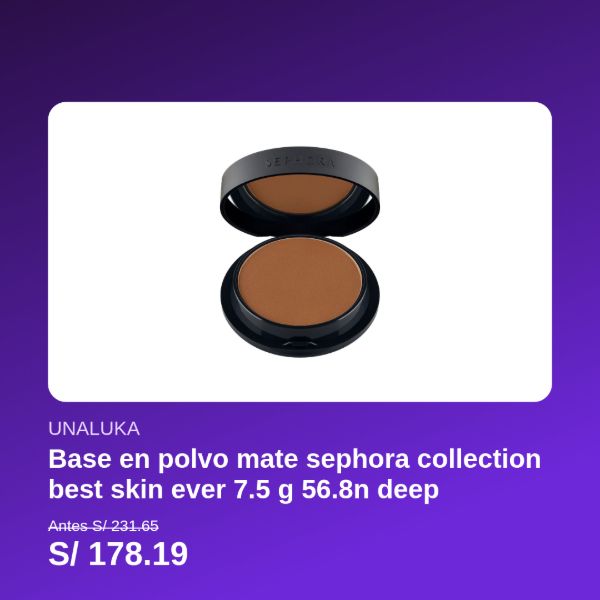 SEPHORA
UNALUKA
Base en polvo mate sephora collection
best skin ever 7.5 g 56.8n deep
Antes S/ 231.65
S/ 178.19